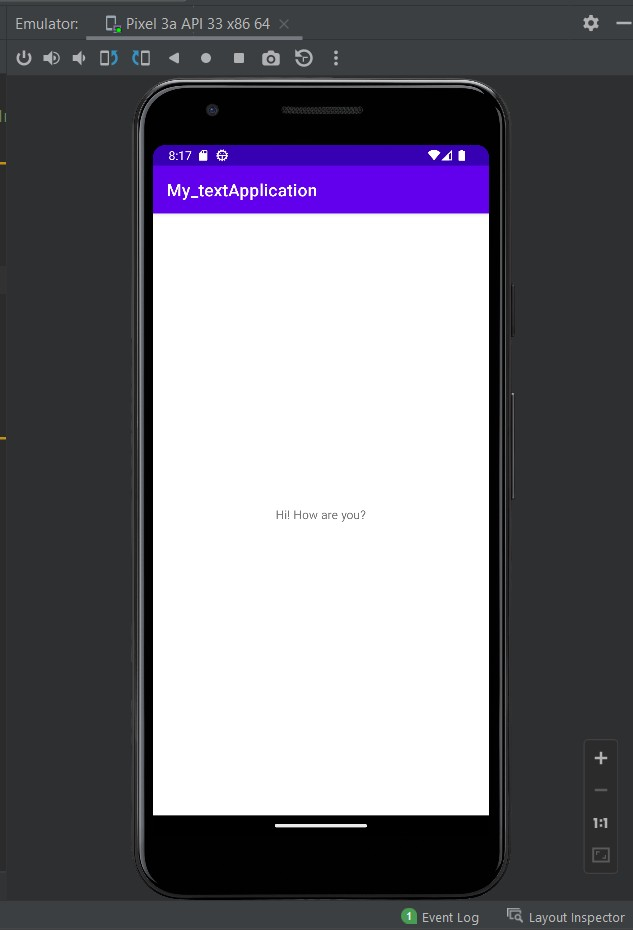 Emulator: Pixel 3a API 33 x86 64
8:17
My_textApplication
Hi! How are you?
1:1
1 Event Log Layout Inspector